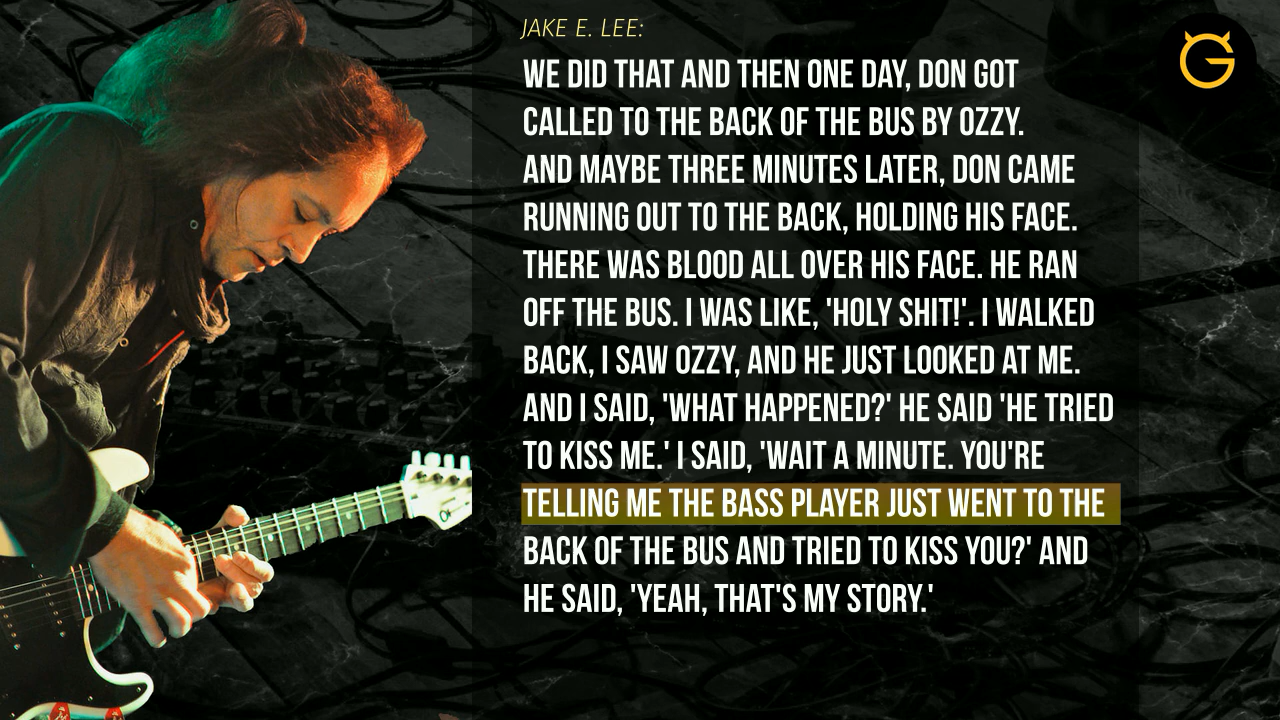 JAKE E. LEE:
WE DID THAT AND THEN ONE DAY, DON GOT
CALLED TO THE BACK OF THE BUS BY OZZY.
AND MAYBE THREE MINUTES LATER, DON CAME
RUNNING OUT TO THE BACK, HOLDING HIS FACE.
THERE WAS BLOOD ALL OVER HIS FACE. HE RAN
OFF THE BUS. I WAS LIKE, 'HOLY SHIT!'. I WALKED
BACK, I SAW OZZY, AND HE JUST LOOKED AT ME.
AND I SAID, 'WHAT HAPPENED?' HE SAID 'HE TRIED
TO KISS ME.' I SAID, 'WAIT A MINUTE. YOU'RE
TELLING ME THE BASS PLAYER JUST WENT TO THE
BACK OF THE BUS AND TRIED TO KISS YOU?' AND
HE SAID, 'YEAH, THAT'S MY STORY.'
G